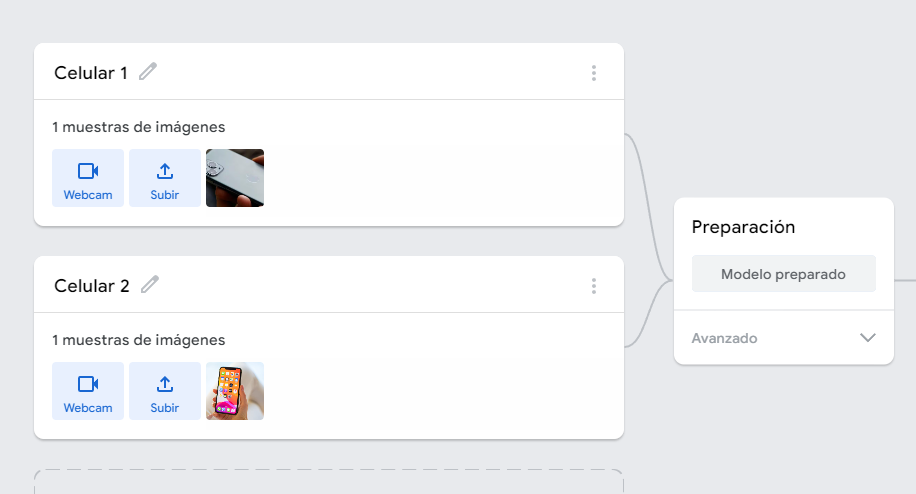 Celular 1
1 muestras de imágenes
Webcam
Subir
Celular 2
1 muestras de imágenes
Webcam
Subir
Preparación
Modelo preparado
Avanzado